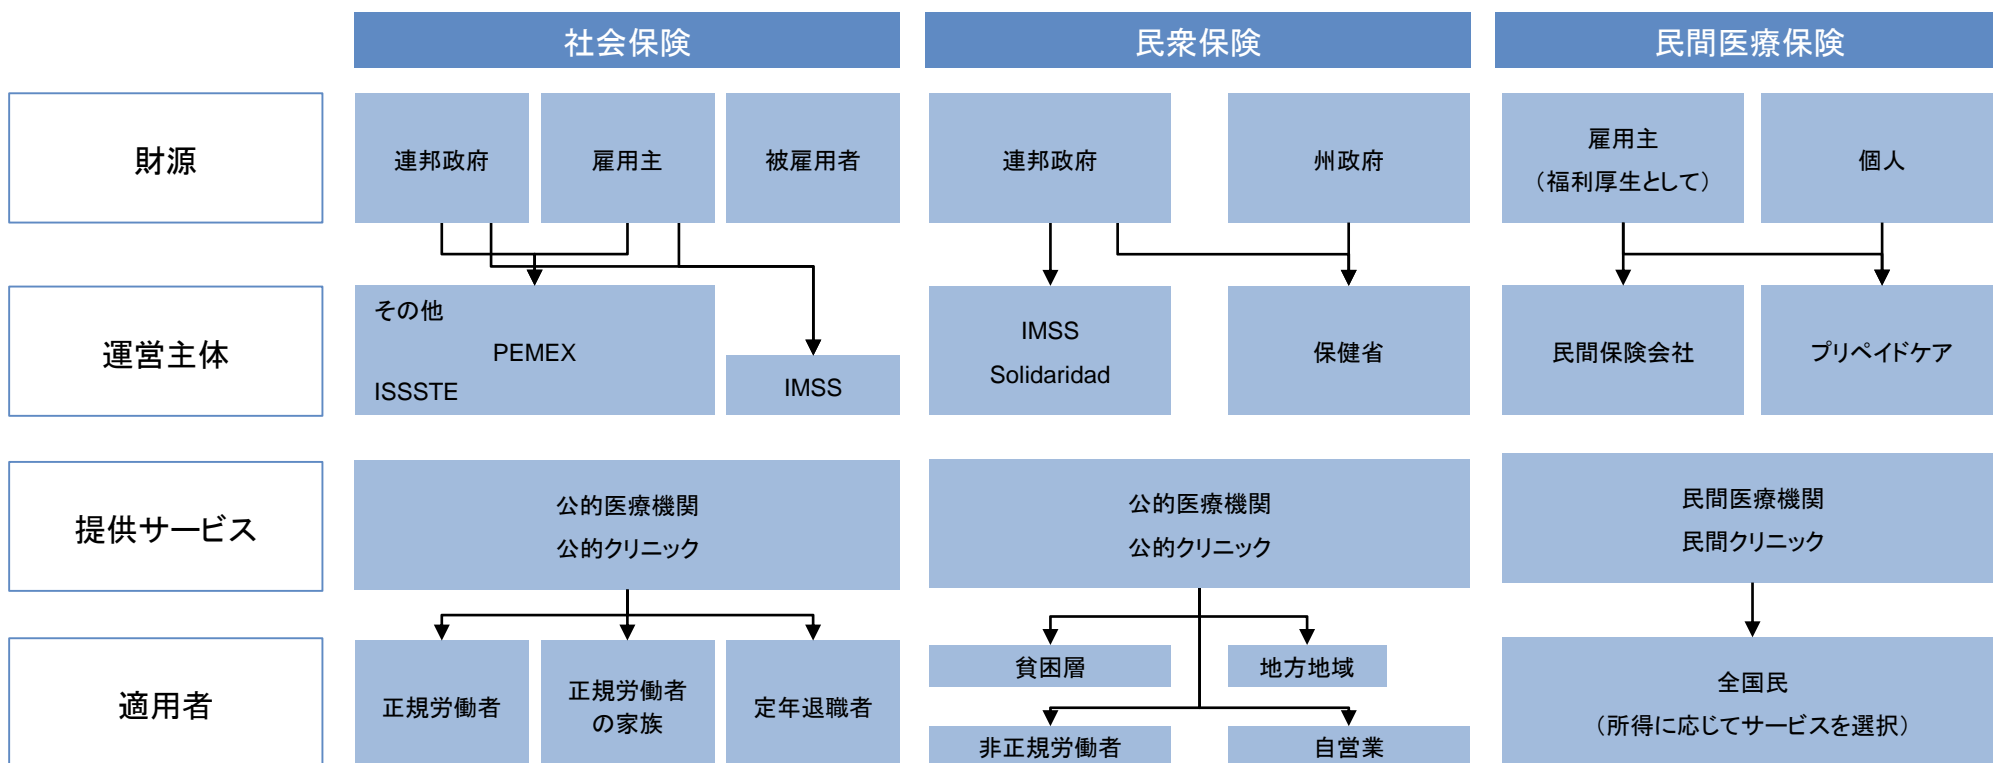 社会保険
民衆保険
民間医療保険
財源
連邦政府
雇用主
被雇用者
連邦政府
州政府
雇用主
（福利厚生として）
個人
運営主体
その他
PEMEX
ISSSTE
IMSS
IMSS
Solidaridad
保健省
民間保険会社
プリペイドケア
提供サービス
公的医療機関
公的クリニック
公的医療機関
公的クリニック
民間医療機関
民間クリニック
適用者
正規労働者
正規労働者
の家族
定年退職者
貧困層
地方地域
非正規労働者
自営業
全国民
（所得に応じてサービスを選択）